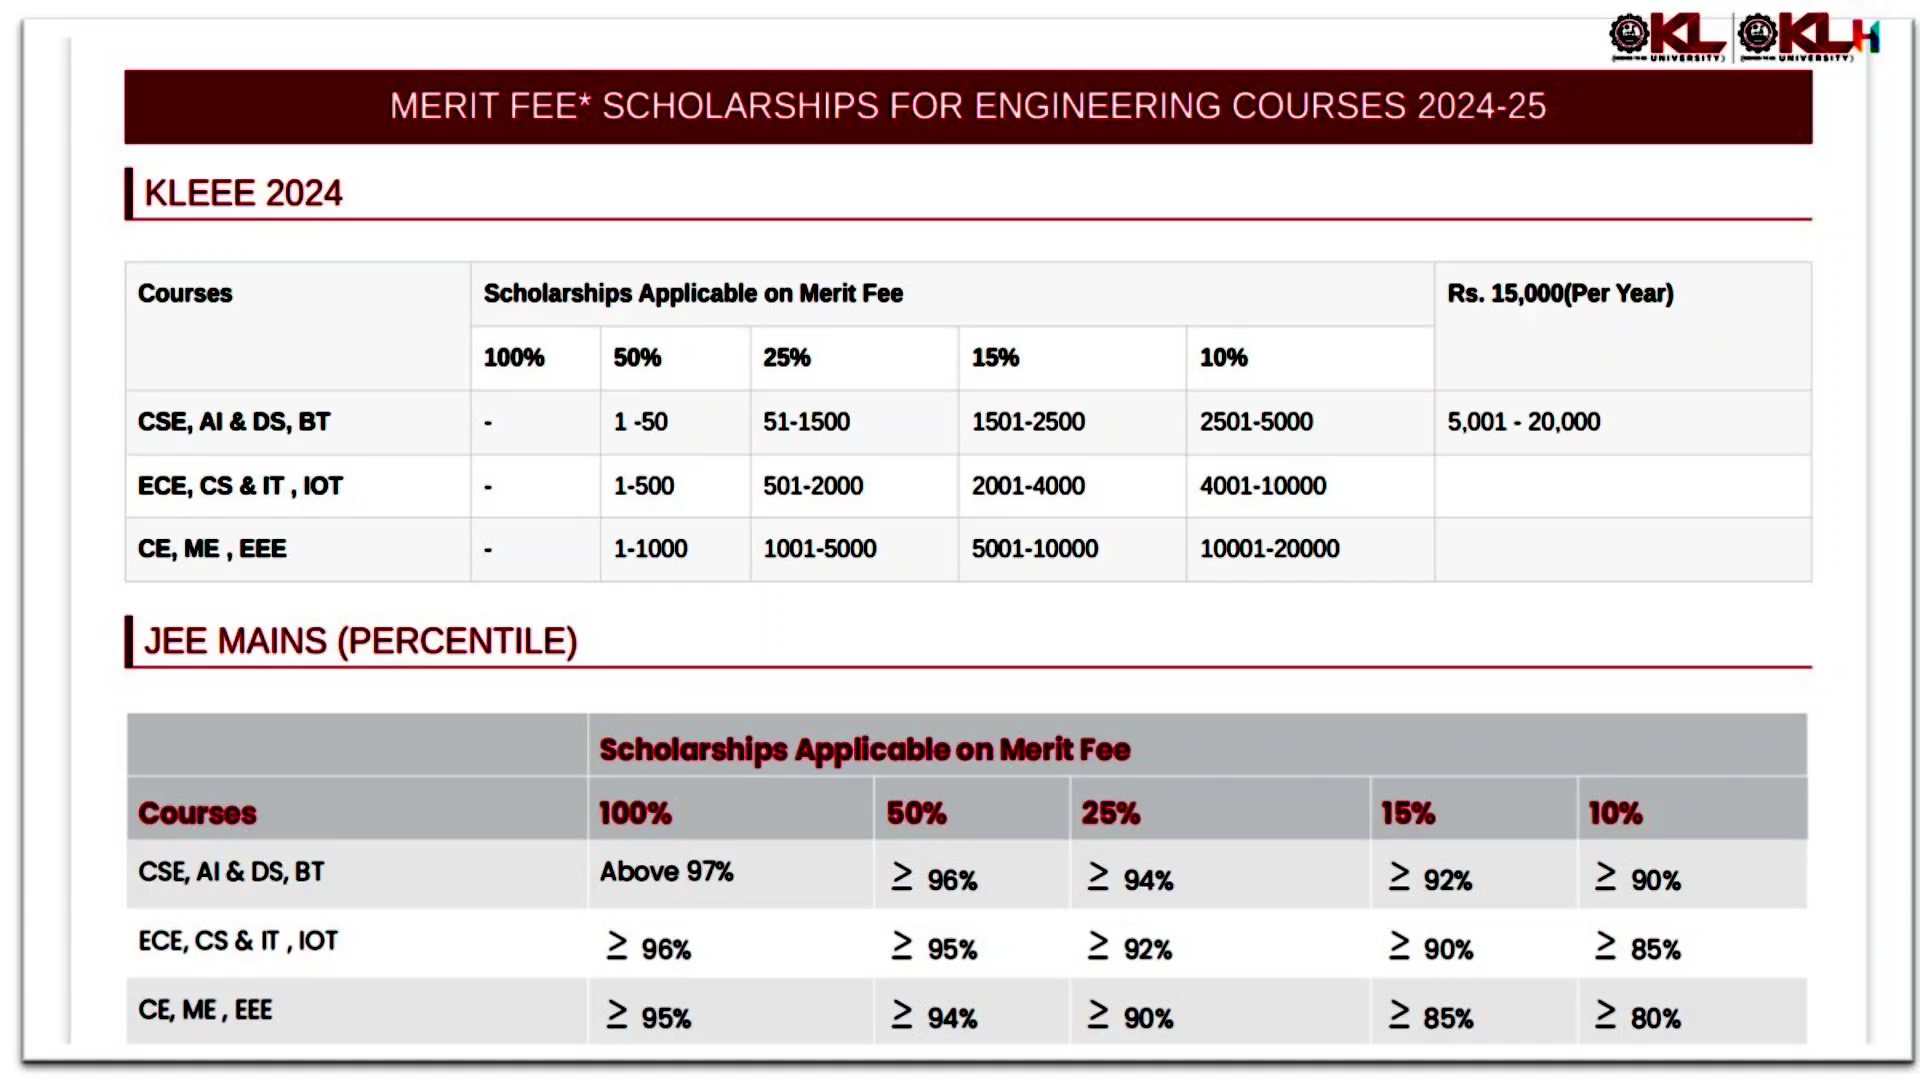 KL KLH
UNIVERSITY) UNIVERSITY)
MERIT FEE* SCHOLARSHIPS FOR ENGINEERING COURSES 2024-25
KLEEE 2024
Courses Scholarships Applicable on Merit Fee Rs. 15,000(Per Year)
100% 50% 25% 15% 10%
CSE, AI & DS, BT - 1 -50 51-1500 1501-2500 2501-5000 5,001 - 20,000
ECE, CS & IT , IOT - 1-500 501-2000 2001-4000 4001-10000
CE, ME , EEE - 1-1000 1001-5000 5001-10000 10001-20000
JEE MAINS (PERCENTILE)
Scholarships Applicable on Merit Fee
Courses 100% 50% 25% 15% 10%
CSE, AI & DS, BT Above 97% ≥ 96% ≥ 94% ≥ 92% ≥ 90%
ECE, CS & IT , IOT ≥ 96% ≥ 95% ≥ 92% ≥ 90% ≥ 85%
CE, ME , EEE ≥ 95% ≥ 94% ≥ 90% ≥ 85% ≥ 80%